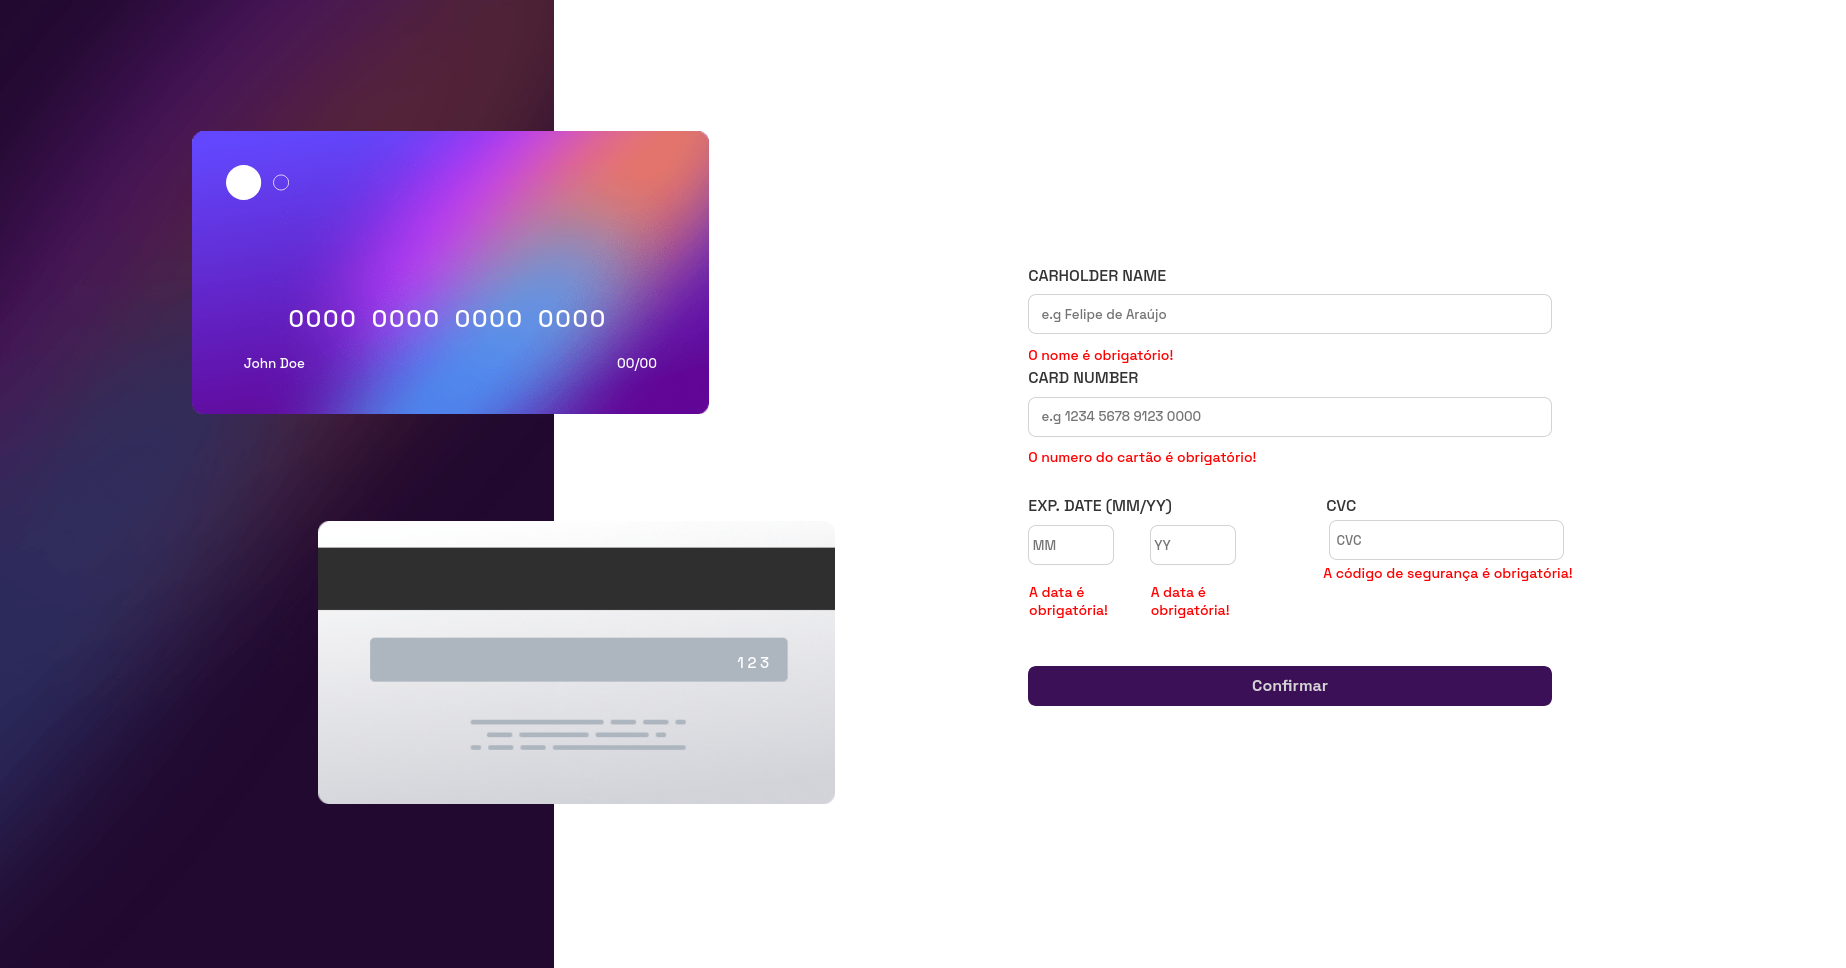 0000 0000 0000 0000
John Doe 00/00
123
CARHOLDER NAME
e.g Felipe de Araújo
O nome é obrigatório!
CARD NUMBER
e.g 1234 5678 9123 0000
O numero do cartão é obrigatório!
EXP. DATE (MM/YY) CVC
MM YY CVC
A código de segurança é obrigatória!
A data é A data é
obrigatória! obrigatória!
Confirmar